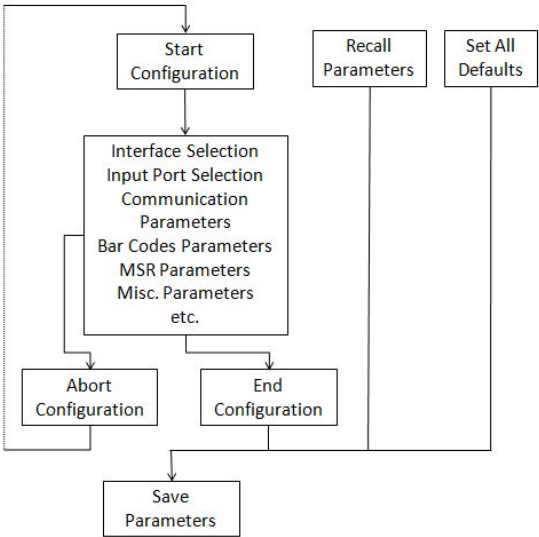 Start
Configuration
Recall
Parameters
Set All
Defaults
Interface Selection
Input Port Selection
Communication
Parameters
Bar Codes Parameters
MSR Parameters
Misc. Parameters
etc.
Abort
Configuration
End
Configuration
Save
Parameters